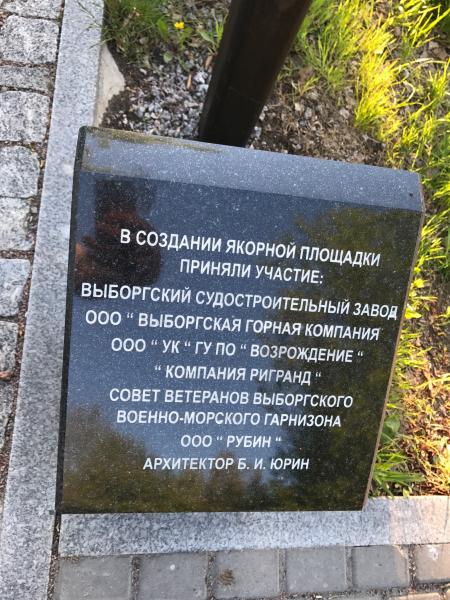 В СОЗДАНИИ ЯКОРНОЙ ПЛОЩАДКИ
ПРИНЯЛИ УЧАСТИЕ:
ВЫБОРГСКИЙ СУДОСТРОИТЕЛЬНЫЙ ЗАВОД
ООО " ВЫБОРГСКАЯ ГОРНАЯ КОМПАНИЯ
ООО " УК " ГУ ПО " ВОЗРОЖДЕНИЕ "
" КОМПАНИЯ РИГРАНД "
СОВЕТ ВЕТЕРАНОВ ВЫБОРГСКОГО
ВОЕННО-МОРСКОГО ГАРНИЗОНА
ООО " РУБИН "
АРХИТЕКТОР Б. И. ЮРИН